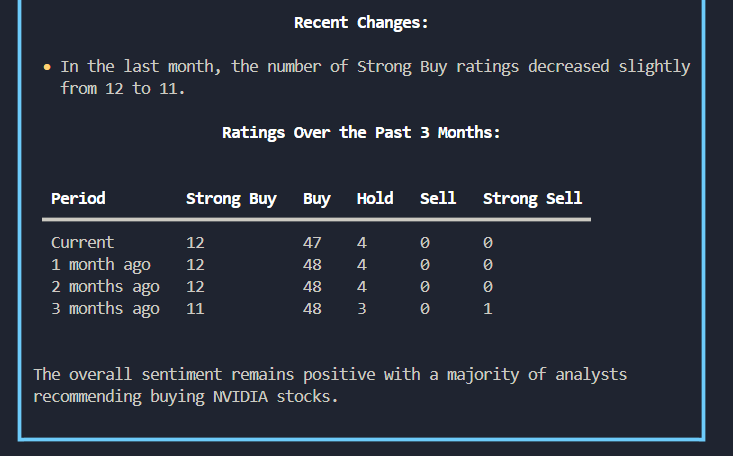 Recent Changes:
• In the last month, the number of Strong Buy ratings decreased slightly
from 12 to 11.
Ratings Over the Past 3 Months:
Period Strong Buy Buy Hold Sell Strong Sell
Current 12 47 4 0 0
1 month ago 12 48 4 0 0
2 months ago 12 48 4 0 0
3 months ago 11 48 3 0 1
The overall sentiment remains positive with a majority of analysts
recommending buying NVIDIA stocks.